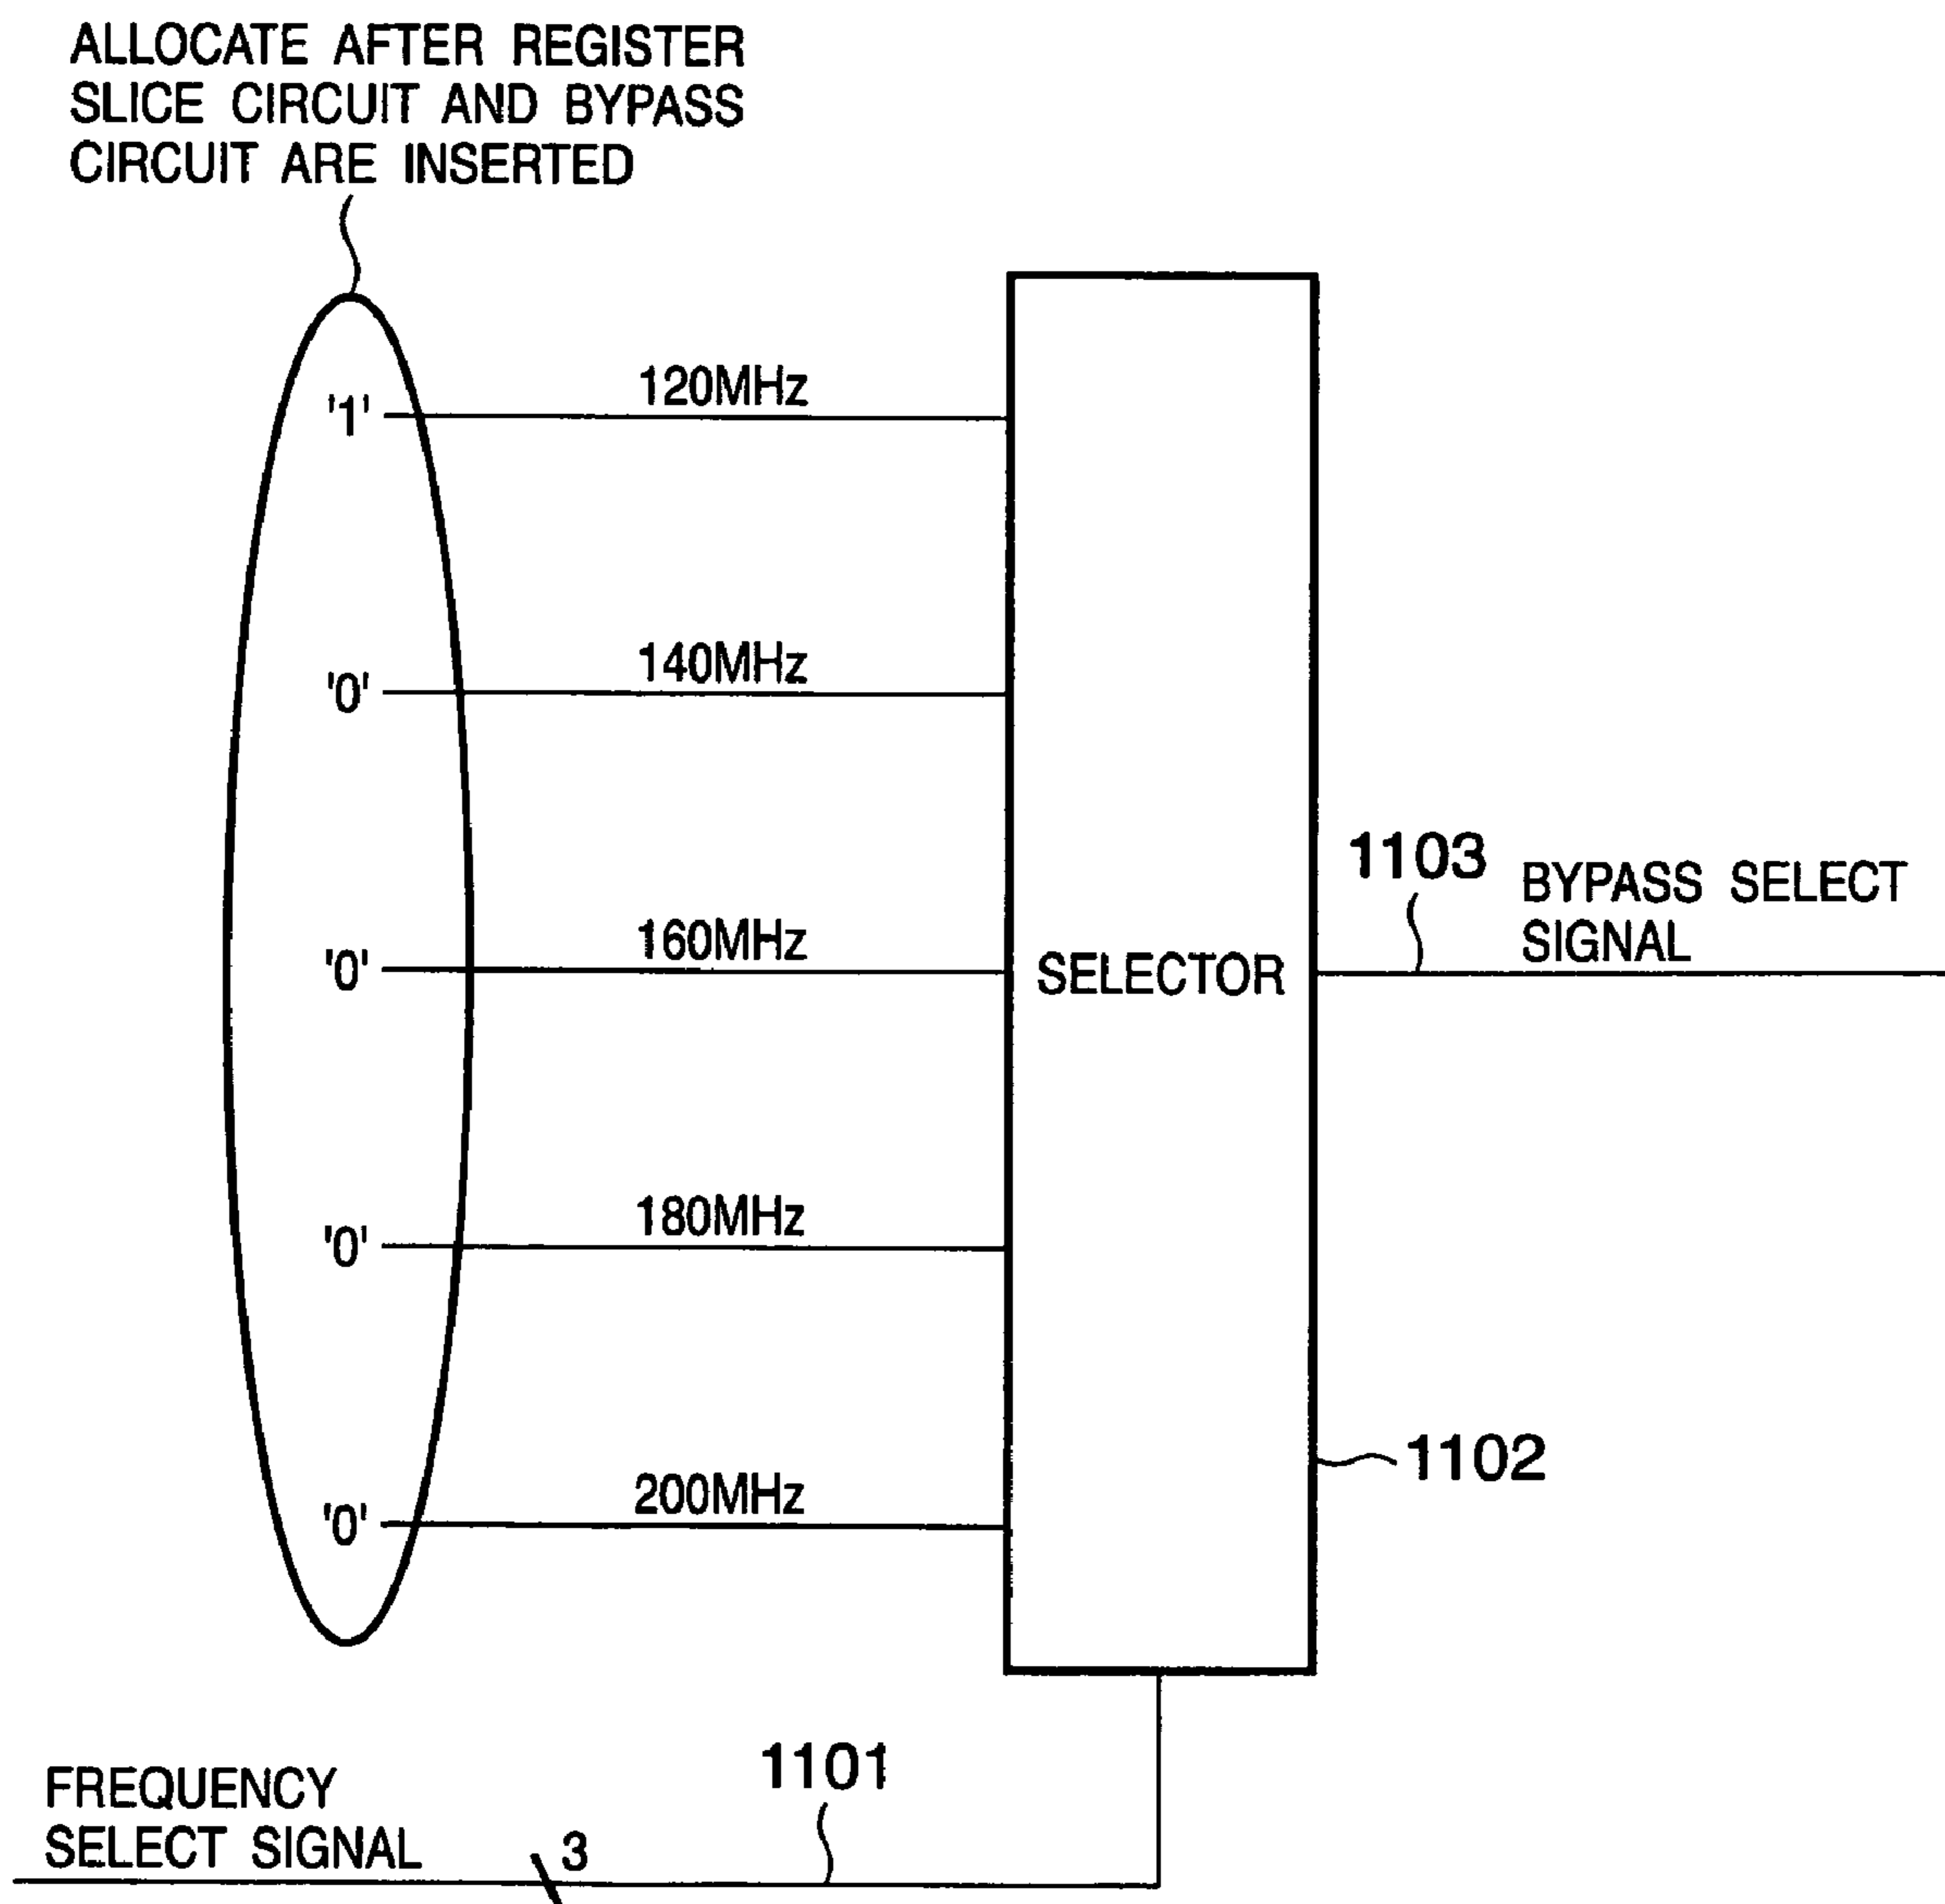 ALLOCATE AFTER REGISTER
SLICE CIRCUIT AND BYPASS
CIRCUIT ARE INSERTED
'1'
120MHz
'0'
140MHz
'0'
160MHz
SELECTOR
1103
BYPASS SELECT
SIGNAL
'0'
180MHz
'0'
200MHz
1102
FREQUENCY
SELECT SIGNAL
3
1101